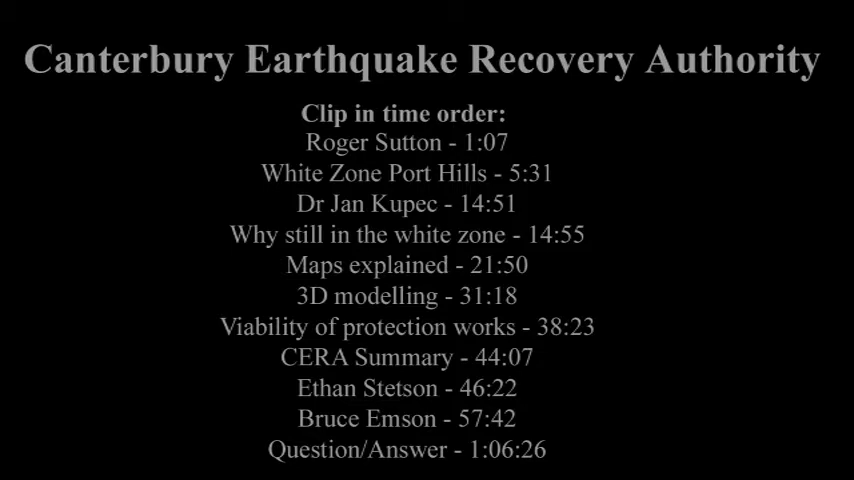 Canterbury Earthquake Recovery Authority
Clip in time order:
Roger Sutton - 1:07
White Zone Port Hills - 5:31
Dr Jan Kupec - 14:51
Why still in the white zone - 14:55
Maps explained - 21:50
3D modelling - 31:18
Viability of protection works - 38:23
CERA Summary - 44:07
Ethan Stetson - 46:22
Bruce Emson - 57:42
Question/Answer - 1:06:26